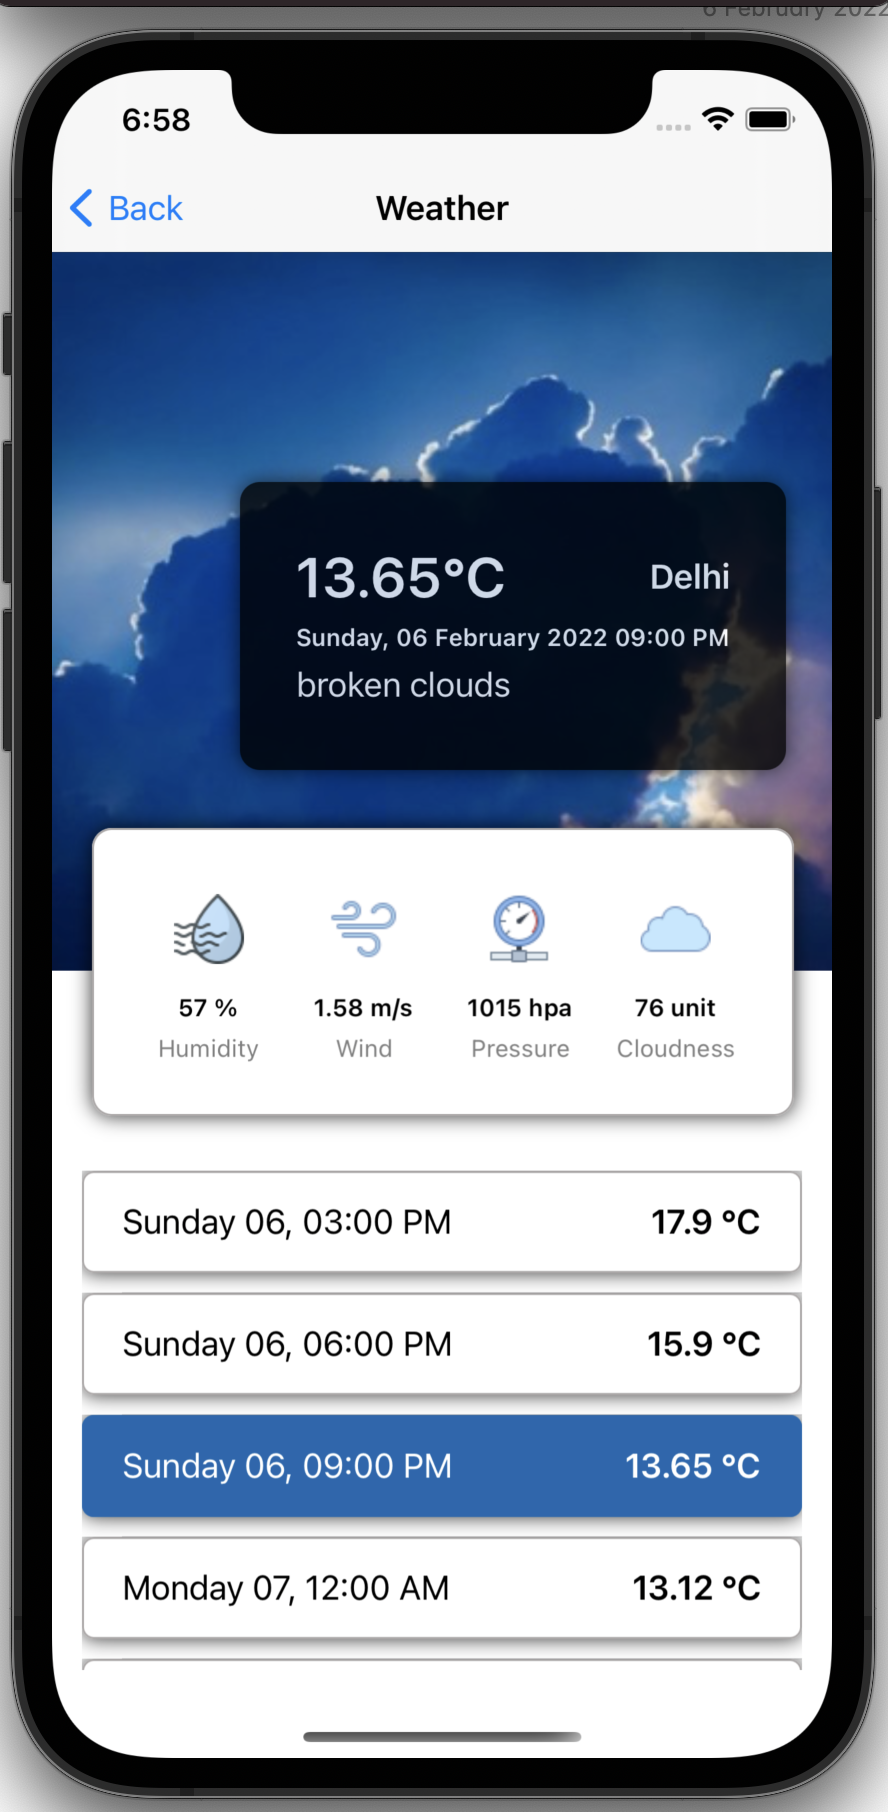 6 February 2022
6:58
Back
Weather
13.65°C
Delhi
Sunday, 06 February 2022 09:00 PM
broken clouds
57 %
1.58 m/s
1015 hpa
76 unit
Humidity
Wind
Pressure
Cloudness
Sunday 06, 03:00 PM
17.9 °C
Sunday 06, 06:00 PM
15.9 °C
Sunday 06, 09:00 PM
13.65 °C
Monday 07, 12:00 AM
13.12 °C